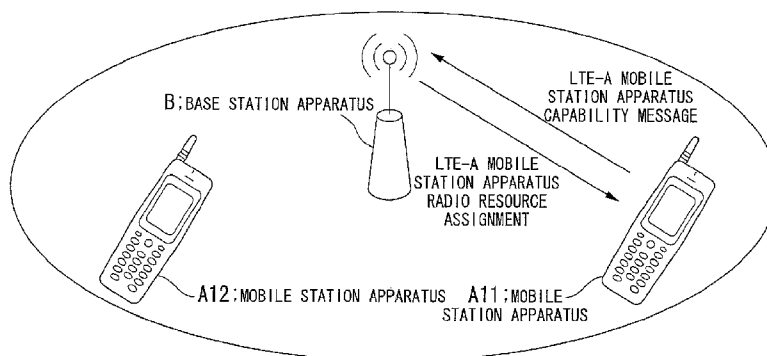 LTE-A MOBILE
STATION APPARATUS
CAPABILITY MESSAGE
B;BASE STATION APPARATUS
LTE-A MOBILE
STATION APPARATUS
RADIO RESOURCE
ASSIGNMENT
A12;MOBILE STATION APPARATUS
A11;MOBILE
STATION APPARATUS